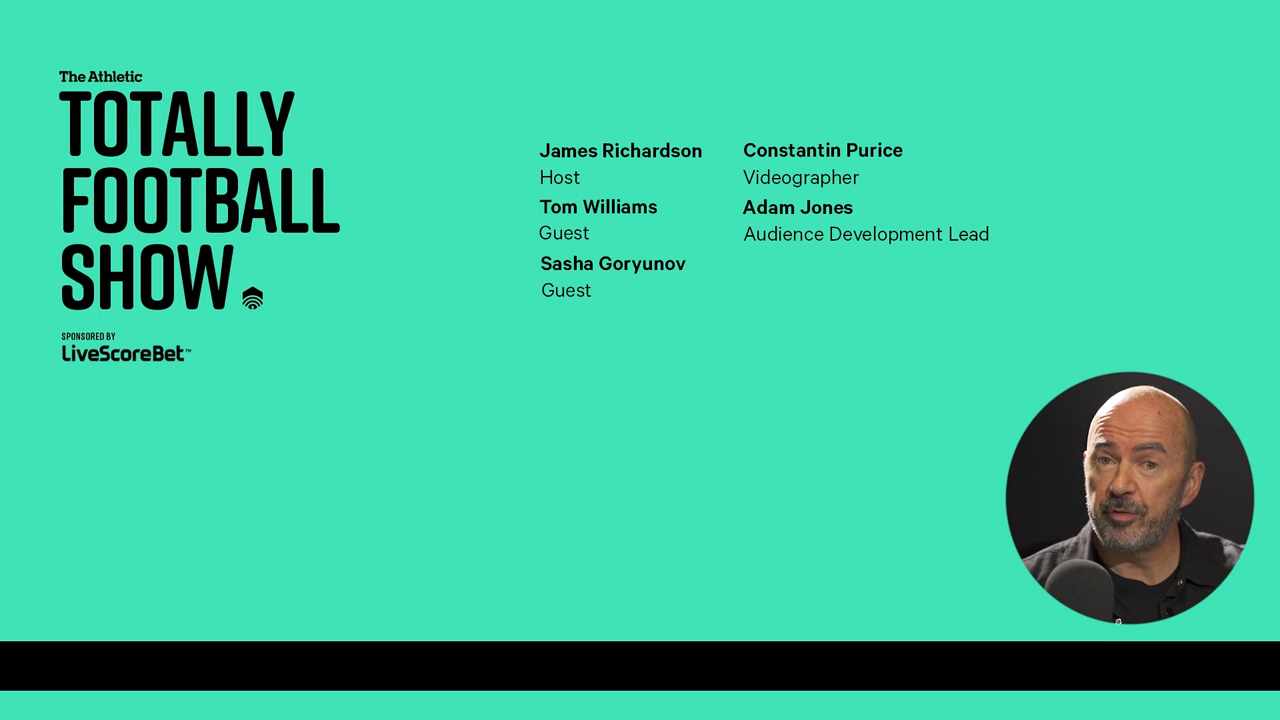 The Athletic
TOTALLY
FOOTBALL
SHOW
SPONSORED BY
LiveScoreBet™
James Richardson
Host
Tom Williams
Guest
Sasha Goryunov
Guest
Constantin Purice
Videographer
Adam Jones
Audience Development Lead